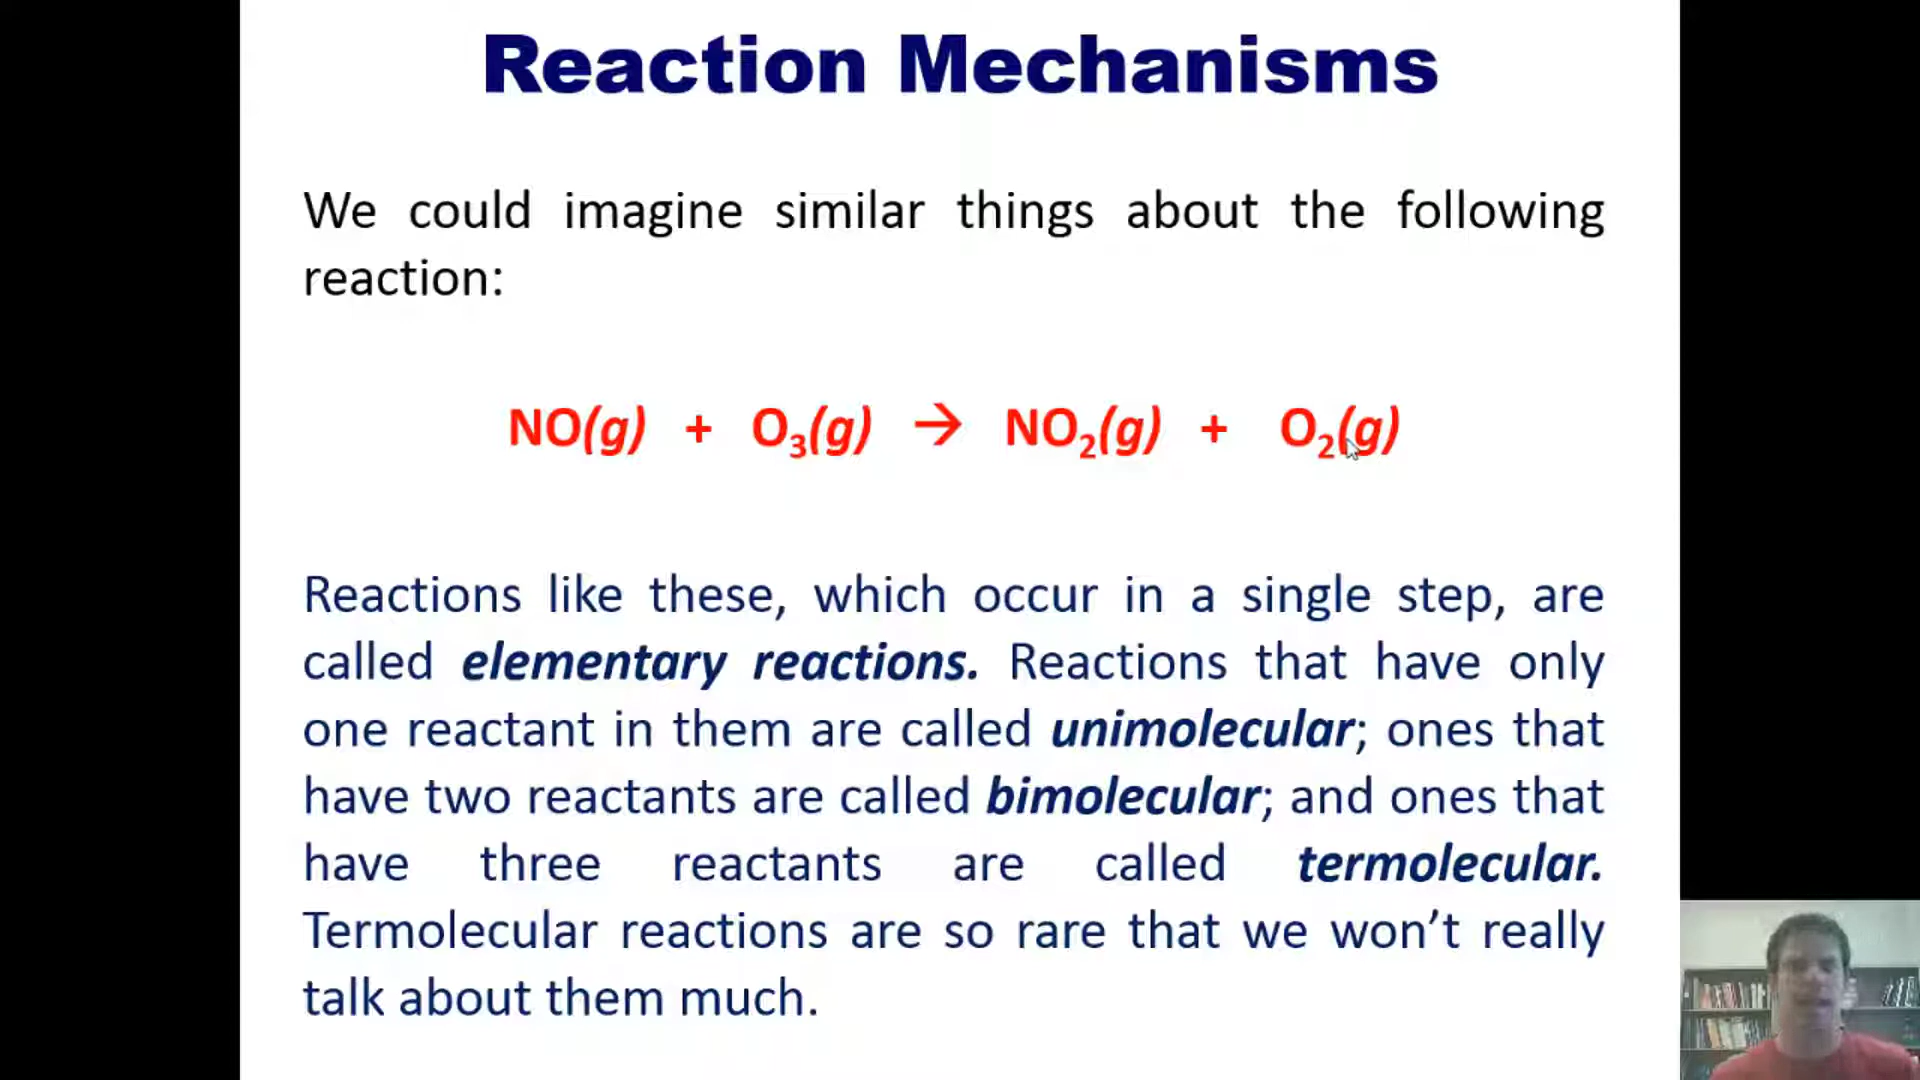 Reaction Mechanisms
We could imagine similar things about the following
reaction:
NO(g) + O₃(g) → NO₂(g) + O₂(g)
Reactions like these, which occur in a single step, are
called elementary reactions. Reactions that have only
one reactant in them are called unimolecular; ones that
have two reactants are called bimolecular; and ones that
have three reactants are called termolecular.
Termolecular reactions are so rare that we won’t really
talk about them much.